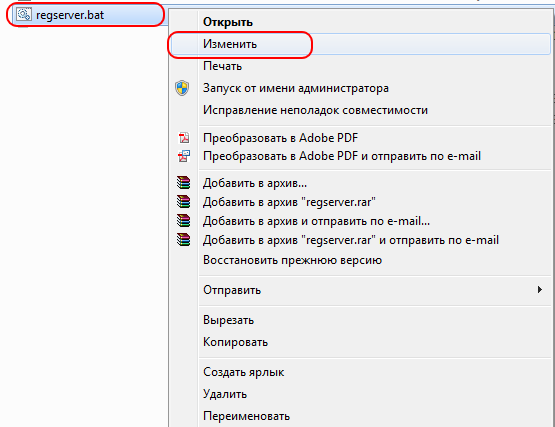 regserver.bat
Открыть
Изменить
Печать
Запуск от имени администратора
Исправление неполадок совместимости
Преобразовать в Adobe PDF
Преобразовать в Adobe PDF и отправить по e-mail
Добавить в архив...
Добавить в архив "regserver.rar"
Добавить в архив и отправить по e-mail...
Добавить в архив "regserver.rar" и отправить по e-mail
Восстановить прежнюю версию
Отправить
Вырезать
Копировать
Создать ярлык
Удалить
Переименовать